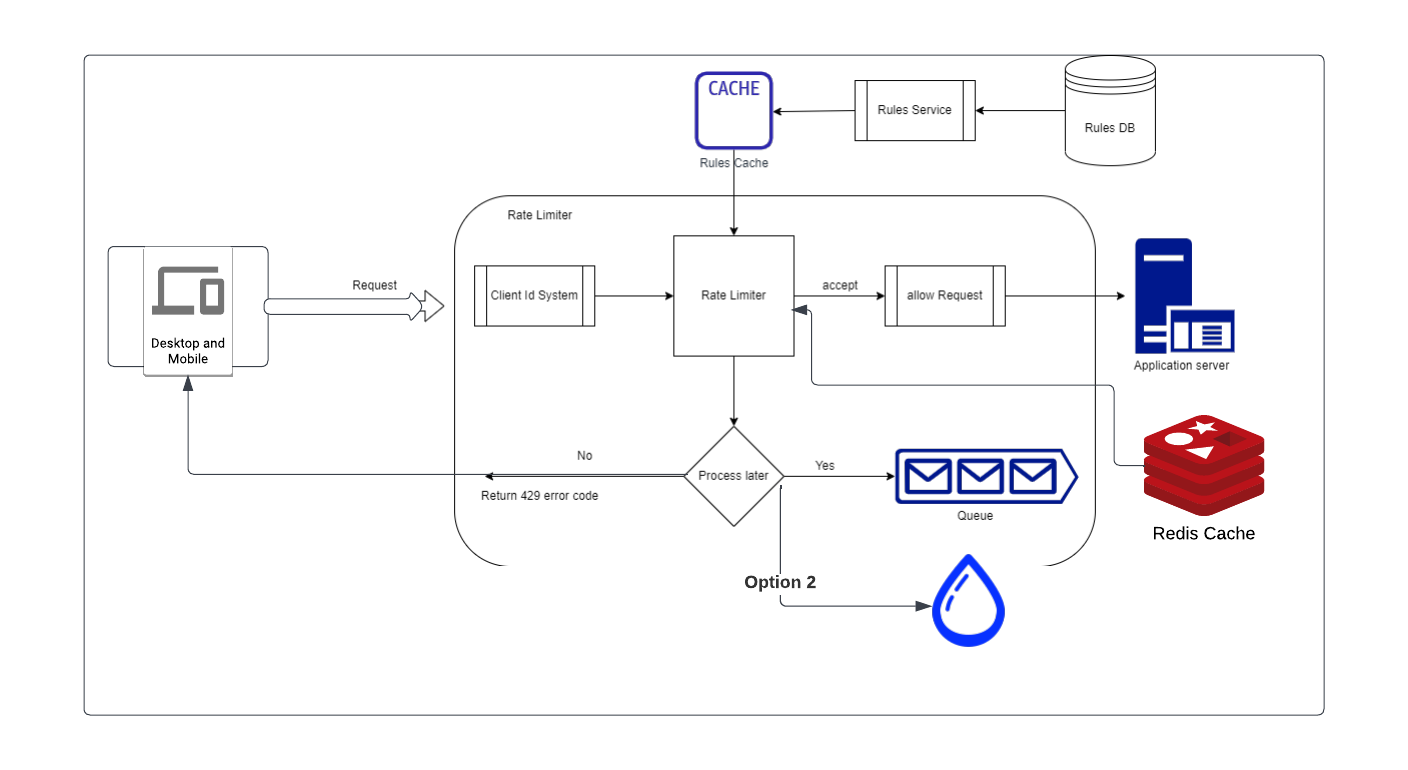 CACHE
Rules Service
Rules DB
Rules Cache
Rate Limiter
Request
Client Id System
Rate Limiter
accept
allow Request
Desktop and
Mobile
Application server
No
Process later
Yes
Return 429 error code
Queue
Redis Cache
Option 2